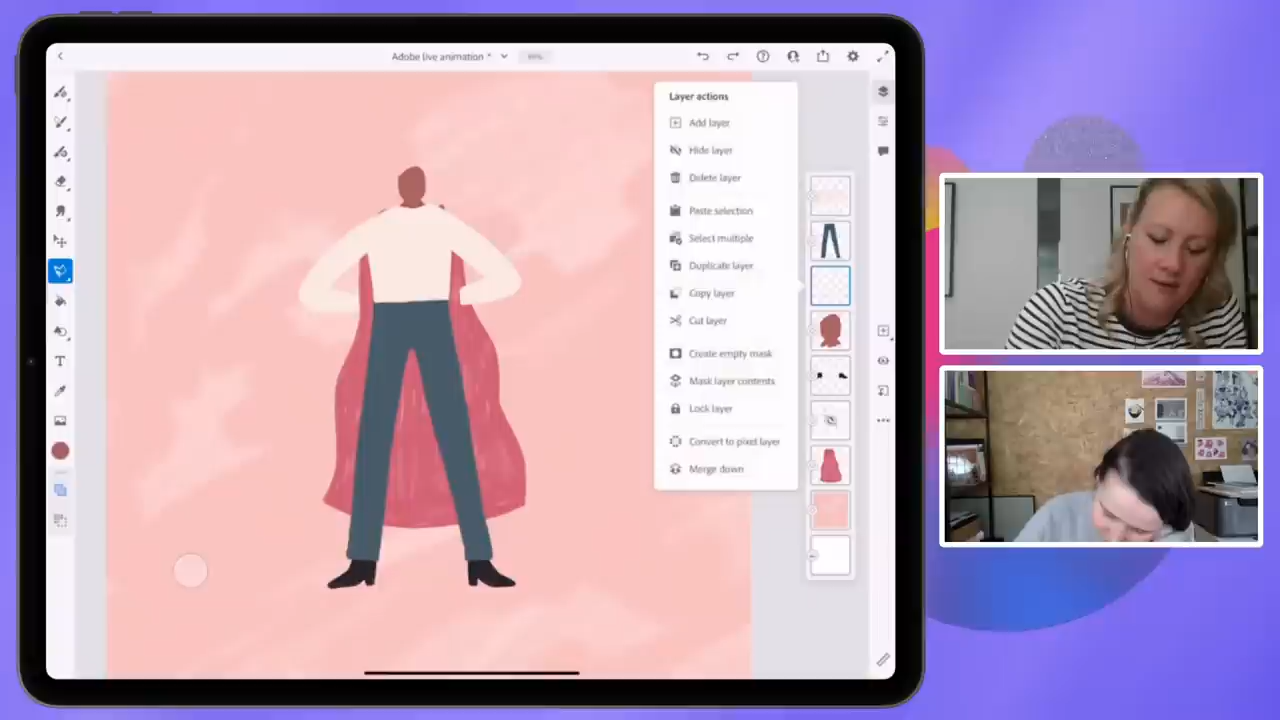 Adobe live animation *
Layer actions
Add layer
Hide layer
Delete layer
Paste selection
Select multiple
Duplicate layer
Copy layer
Cut layer
Create empty mask
Mask layer contents
Lock layer
Convert to pixel layer
Merge down
T